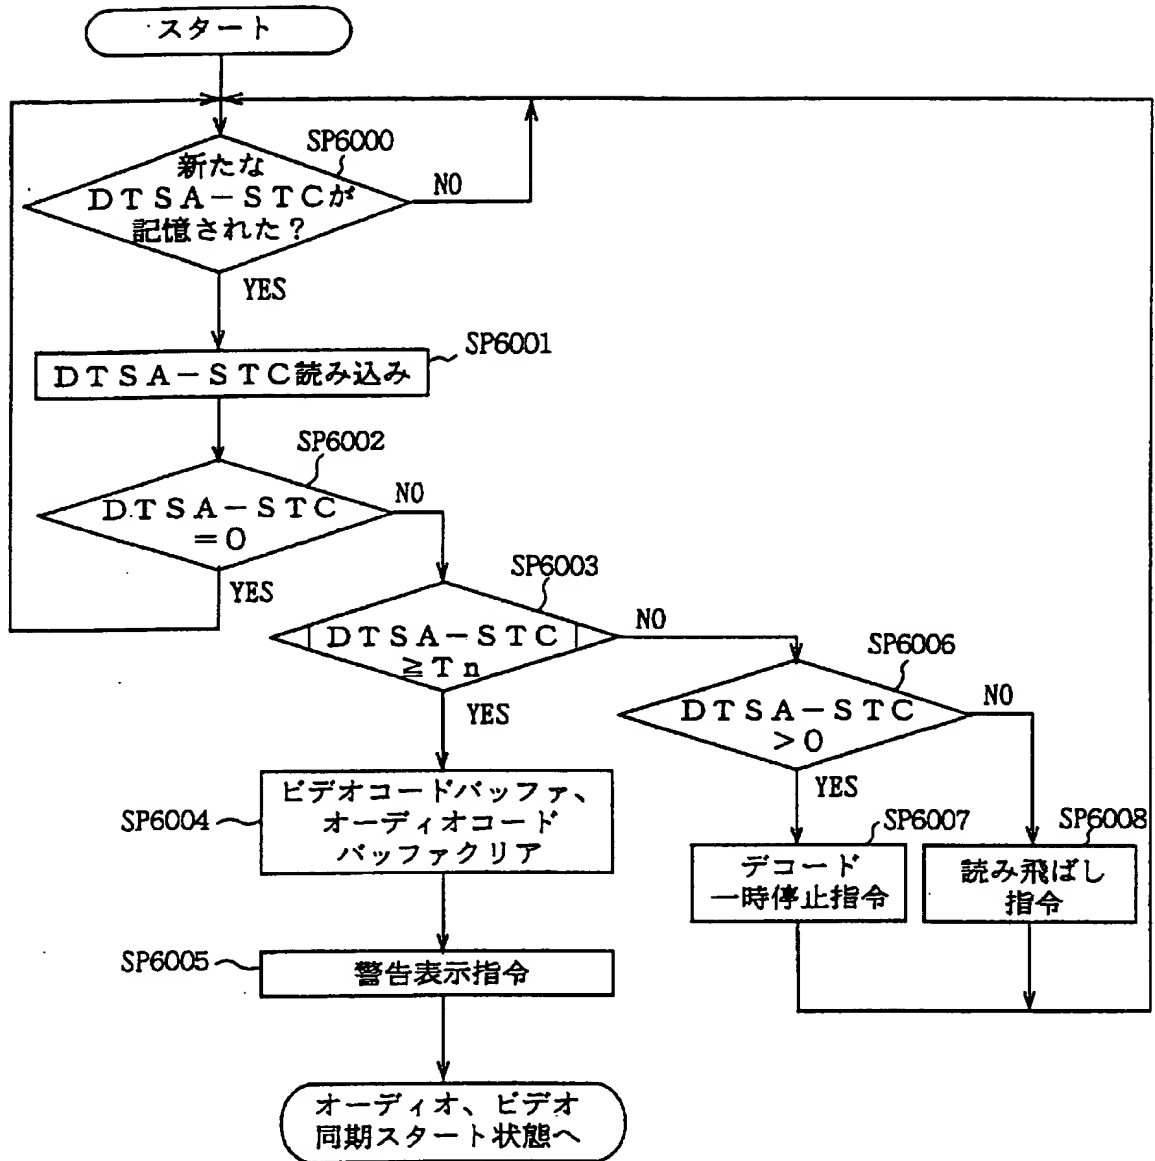 スタート
SP6000
新たな
DTSA-STCが
記憶された?
NO
YES
SP6001
DTSA-STC読み込み
SP6002
DTSA-STC
=0
NO
YES
SP6003
|DTSA-STC|
≧Tn
NO
YES
SP6006
DTSA-STC
>0
NO
YES
SP6004
ビデオコードバッファ、
オーディオコード
バッファクリア
SP6007
デコード
一時停止指令
SP6008
読み飛ばし
指令
SP6005
警告表示指令
オーディオ、ビデオ
同期スタート状態へ